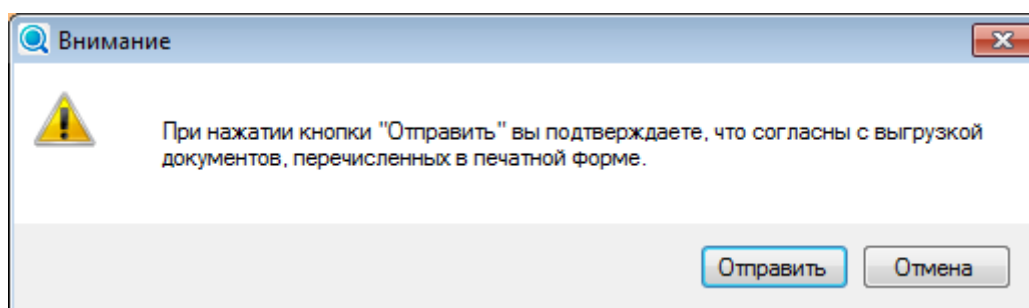 Внимание
При нажатии кнопки "Отправить" вы подтверждаете, что согласны с выгрузкой
документов, перечисленных в печатной форме.
Отправить Отмена